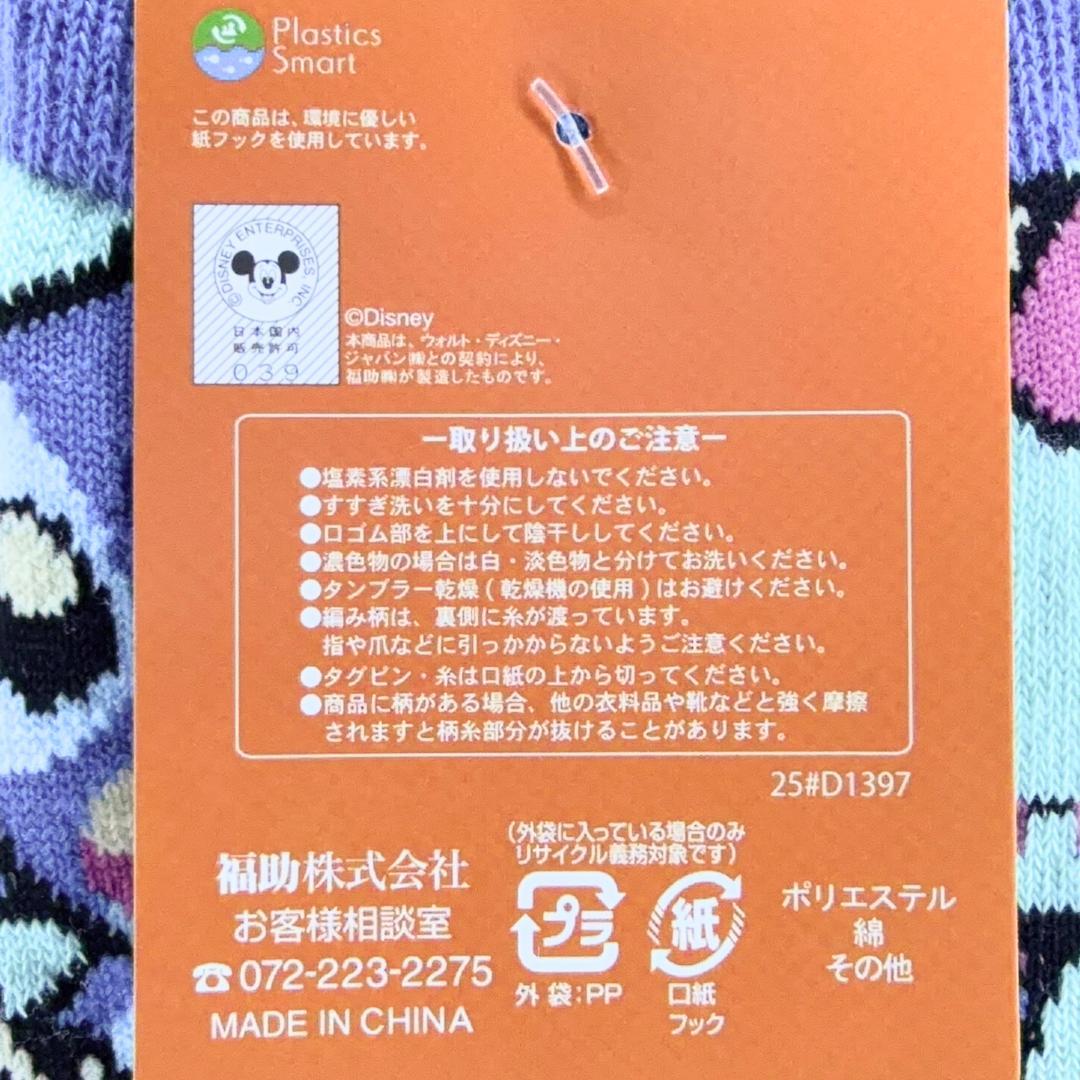 Plastics
Smart
この商品は、環境に優しい
紙フックを使用しています。
©DISNEY ENTERPRISES, INC.
日本国内
販売許可
039
©Disney
本商品は、ウォルト・ディズニー・
ジャパン㈱との契約により、
福助㈱が製造したものです。
ー取り扱い上のご注意ー
●塩素系漂白剤を使用しないでください。
●すすぎ洗いを十分にしてください。
●口ゴム部を上にして陰干ししてください。
●濃色物の場合は白・淡色物と分けてお洗いください。
●タンブラー乾燥(乾燥機の使用)はお避けください。
●編み柄は、裏側に糸が渡っています。
指や爪などに引っかからないようご注意ください。
●タグピン・糸は口紙の上から切ってください。
●商品に柄がある場合、他の衣料品や靴などと強く摩擦
されますと柄糸部分が抜けることがあります。
25#D1397
(外袋に入っている場合のみ
リサイクル義務対象です)
福助株式会社
お客様相談室
☎072-223-2275
MADE IN CHINA
プラ
外袋:PP
紙
口紙
フック
ポリエステル
綿
その他